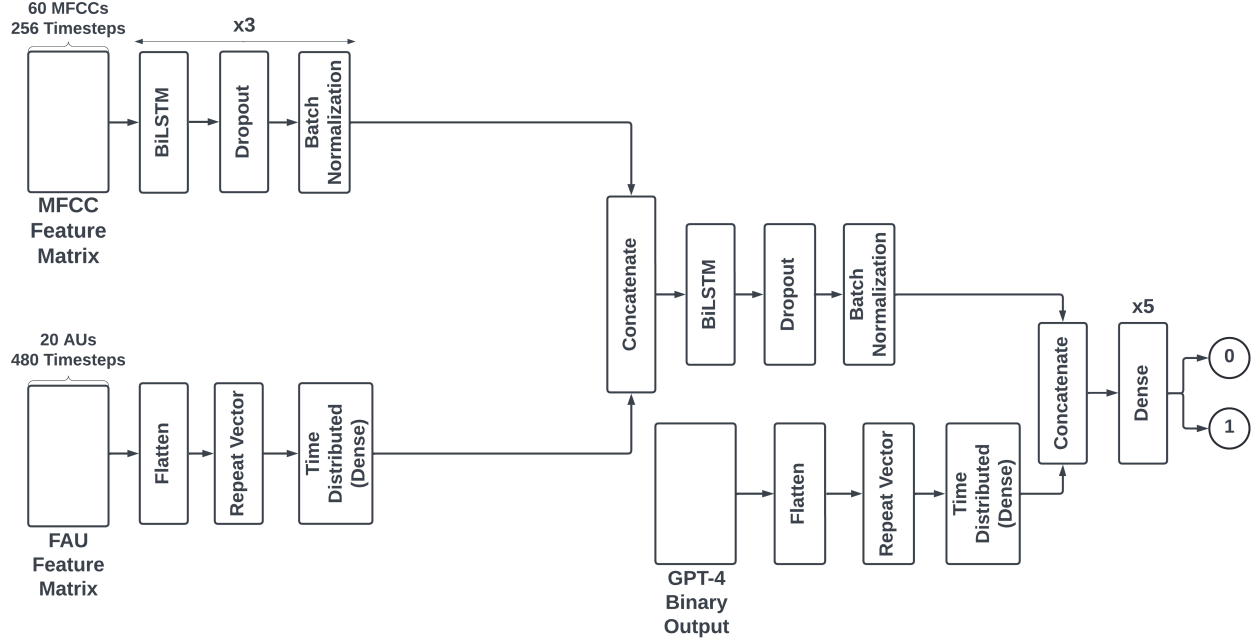 60 MFCCs
256 Timesteps
x3
BiLSTM
Dropout
Batch
Normalization
MFCC
Feature
Matrix
20 AUs
480 Timesteps
Flatten
Repeat Vector
Time
Distributed
(Dense)
FAU
Feature
Matrix
Concatenate
BiLSTM
Dropout
Batch
Normalization
GPT-4
Binary
Output
Flatten
Repeat Vector
Time
Distributed
(Dense)
Concatenate
x5
Dense
0
1